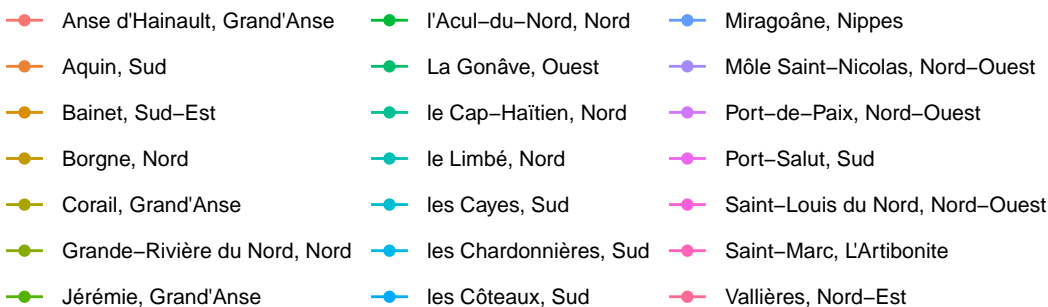 Anse d'Hainault, Grand'Anse
Aquin, Sud
Bainet, Sud−Est
Borgne, Nord
Corail, Grand'Anse
Grande−Rivière du Nord, Nord
Jérémie, Grand'Anse
l'Acul−du−Nord, Nord
La Gonâve, Ouest
le Cap−Haïtien, Nord
le Limbé, Nord
les Cayes, Sud
les Chardonnières, Sud
les Côteaux, Sud
Miragoâne, Nippes
Môle Saint−Nicolas, Nord−Ouest
Port−de−Paix, Nord−Ouest
Port−Salut, Sud
Saint−Louis du Nord, Nord−Ouest
Saint−Marc, L'Artibonite
Vallières, Nord−Est